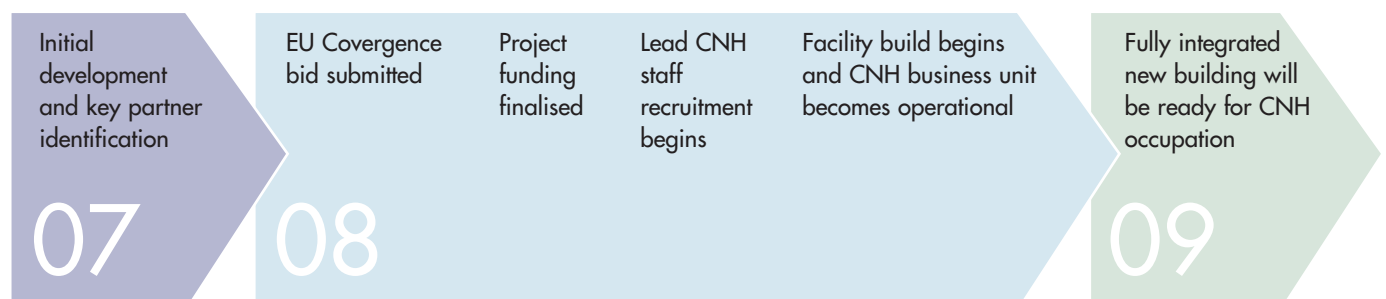 Initial
development
and key partner
identification
07
EU Covergence
bid submitted
Project
funding
finalised
Lead CNH
staff
recruitment
begins
Facility build begins
and CNH business unit
becomes operational
08
Fully integrated
new building will
be ready for CNH
occupation
09